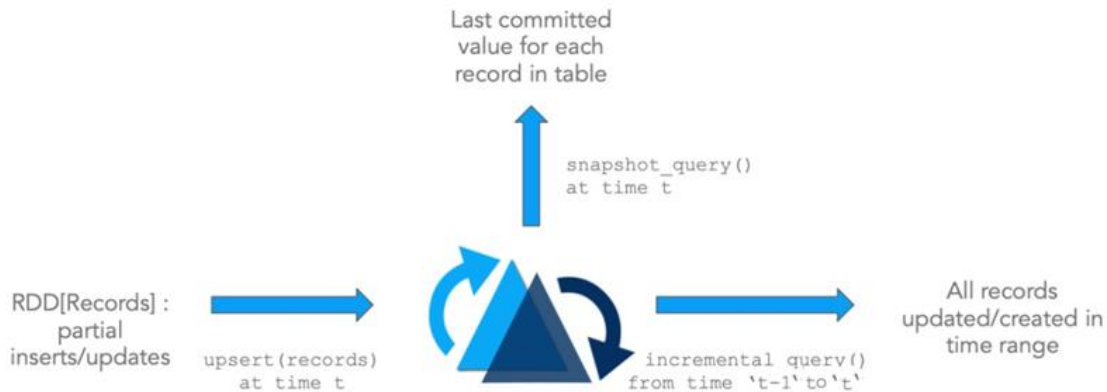 Last committed
value for each
record in table
snapshot_query()
at time t
RDD[Records] :
partial
inserts/updates
upsert(records)
at time t
incremental query()
from time 't-1' to 't'
All records
updated/created in
time range